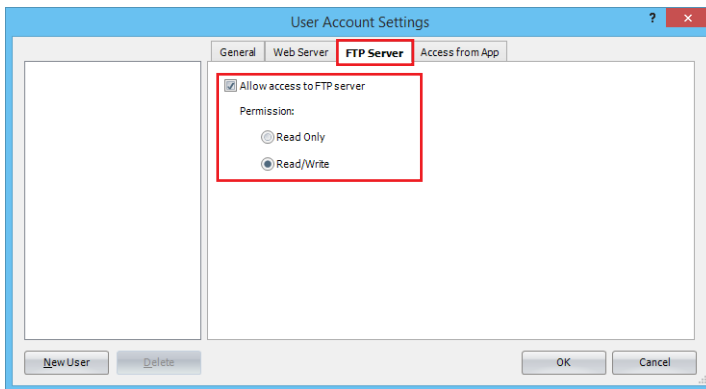 User Account Settings ?
General Web Server FTP Server Access from App
Allow access to FTP server
Permission:
Read Only
Read/Write
New User Delete OK Cancel